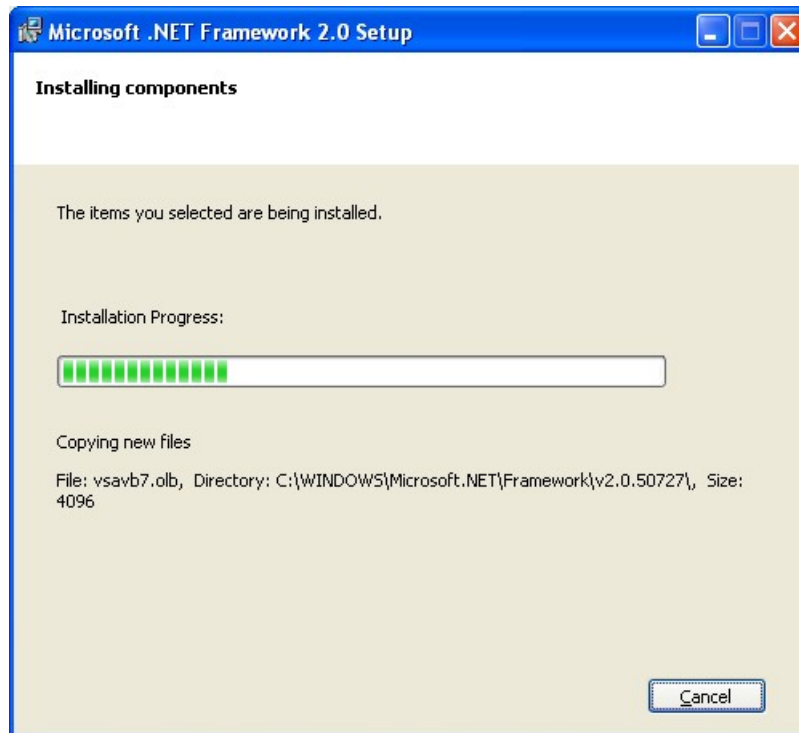 Microsoft .NET Framework 2.0 Setup
Installing components
The items you selected are being installed.
Installation Progress:
Copying new files
File: vsavb7.olb, Directory: C:\WINDOWS\Microsoft.NET\Framework\v2.0.50727\, Size:
4096
Cancel